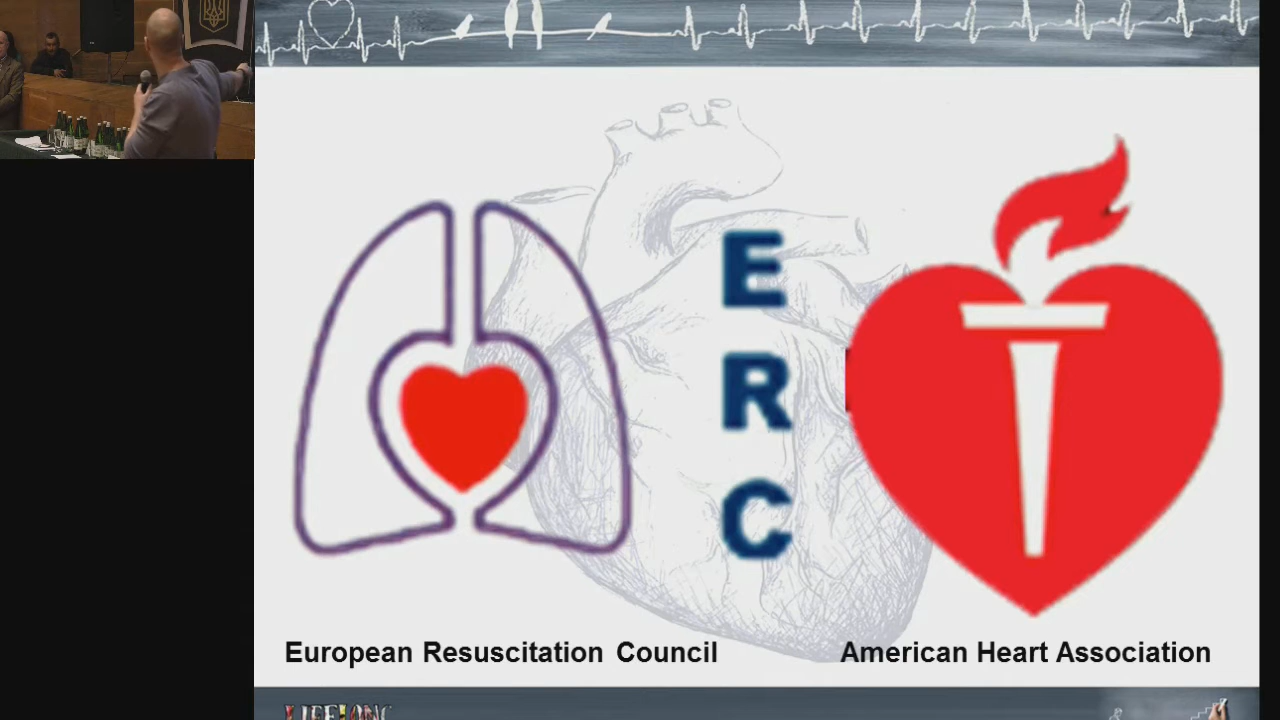 E
R
C
European Resuscitation Council
American Heart Association